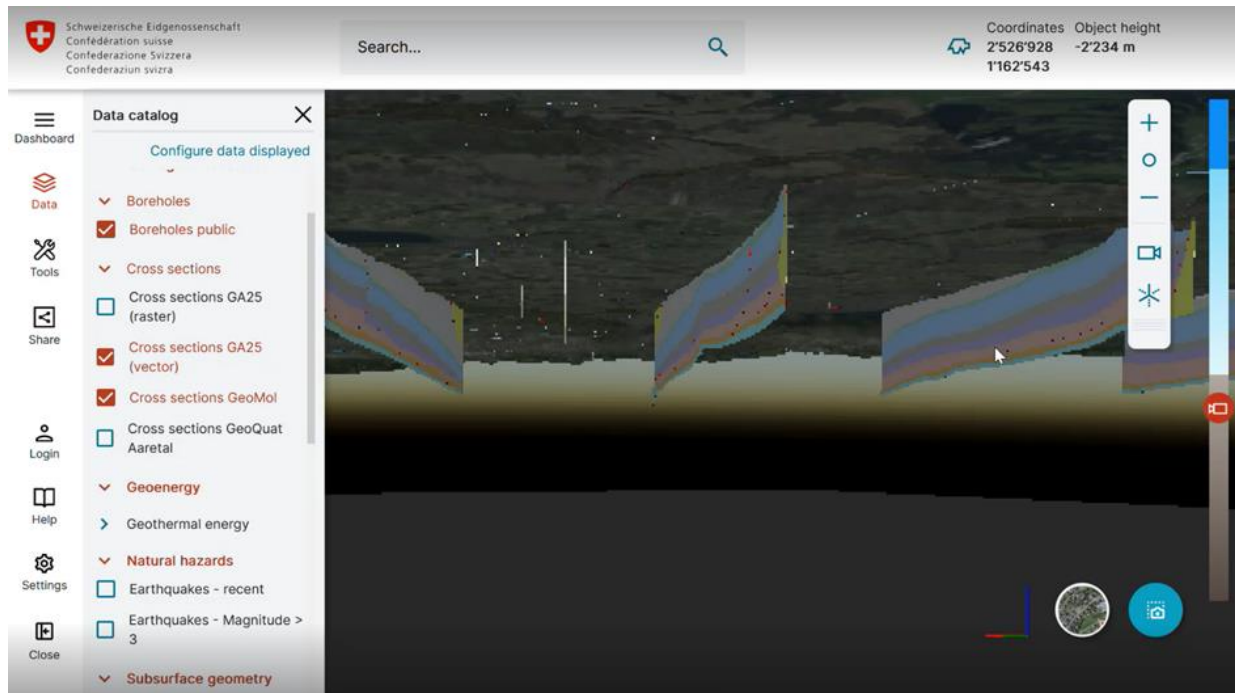 Schweizerische Eidgenossenschaft
Confédération suisse
Confederazione Svizzera
Confederaziun svizra
Search...
Coordinates
2'526'928
1'162'543
Object height
-2'234 m
Dashboard
Data
Tools
Share
Login
Help
Settings
Close
Data catalog
Configure data displayed
Boreholes
Boreholes public
Cross sections
Cross sections GA25
(raster)
Cross sections GA25
(vector)
Cross sections GeoMol
Cross sections GeoQuat
Aaretal
Geoenergy
Geothermal energy
Natural hazards
Earthquakes - recent
Earthquakes - Magnitude >
3
Subsurface geometry